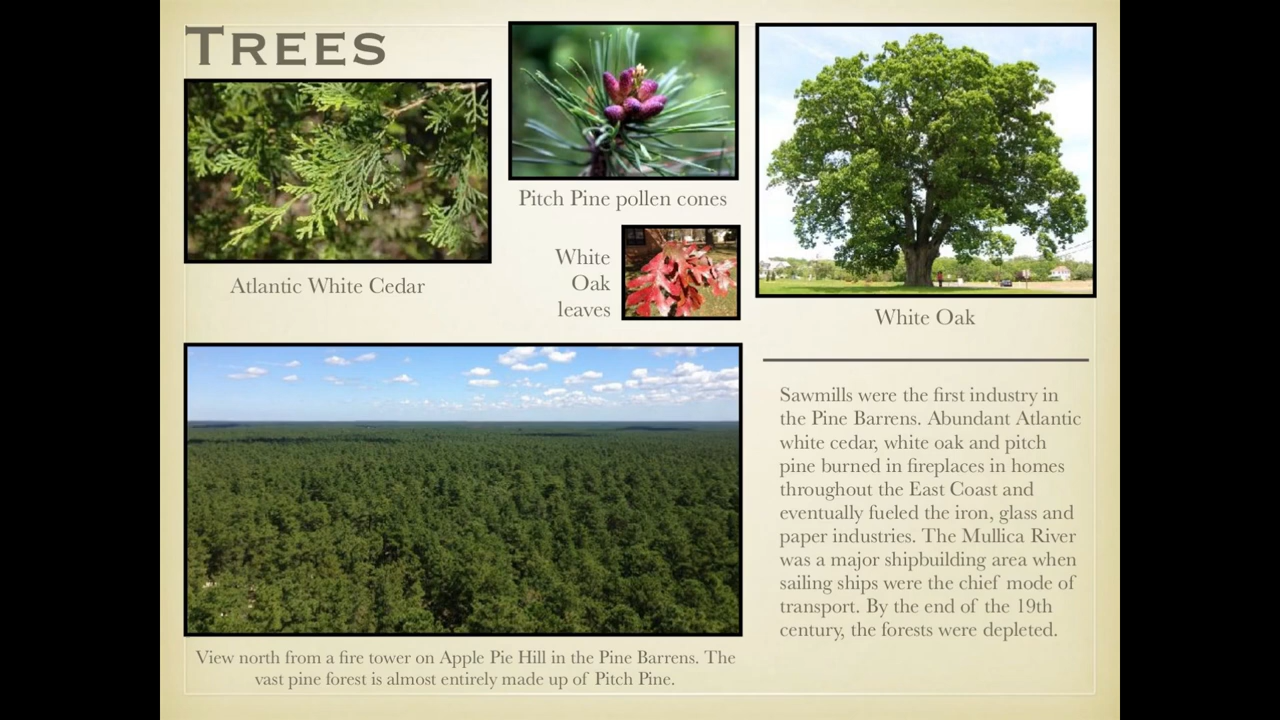 TREES
Atlantic White Cedar
Pitch Pine pollen cones
White
Oak
leaves
White Oak
Sawmills were the first industry in
the Pine Barrens. Abundant Atlantic
white cedar, white oak and pitch
pine burned in fireplaces in homes
throughout the East Coast and
eventually fueled the iron, glass and
paper industries. The Mullica River
was a major shipbuilding area when
sailing ships were the chief mode of
transport. By the end of the 19th
century, the forests were depleted.
View north from a fire tower on Apple Pie Hill in the Pine Barrens. The
vast pine forest is almost entirely made up of Pitch Pine.